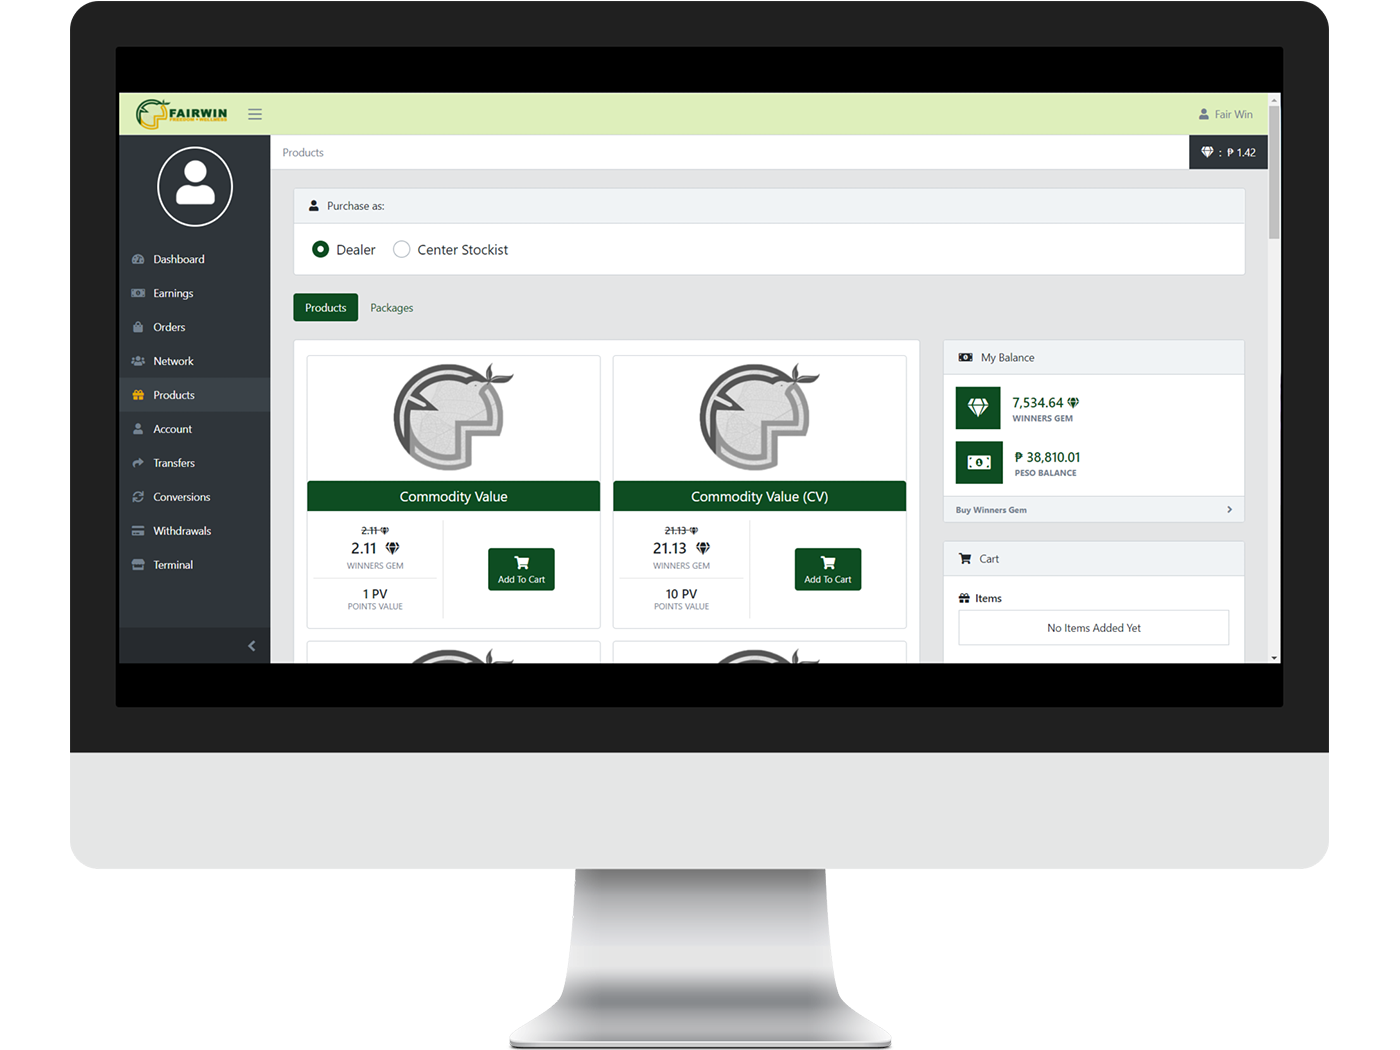 FAIRWIN
FREEDOM • WELLNESS
Fair Win
Products
: ₱ 1.42
Purchase as:
Dealer
Center Stockist
Dashboard
Earnings
Orders
Network
Products
Account
Transfers
Conversions
Withdrawals
Terminal
Products
Packages
Commodity Value
2.11
2.11
WINNERS GEM
1 PV
POINTS VALUE
Add To Cart
Commodity Value (CV)
21.13
21.13
WINNERS GEM
10 PV
POINTS VALUE
Add To Cart
My Balance
7,534.64
WINNERS GEM
₱ 38,810.01
PESO BALANCE
Buy Winners Gem
Cart
Items
No Items Added Yet